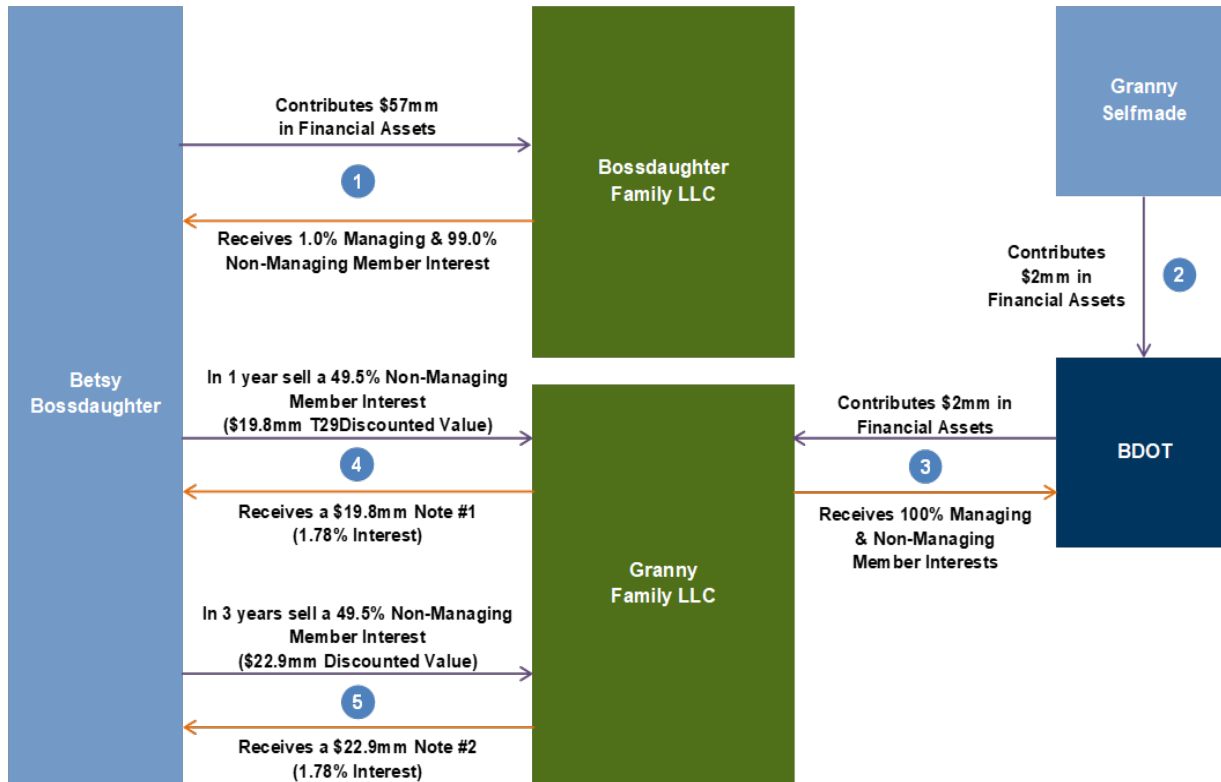 Contributes $57mm
in Financial Assets
1
Receives 1.0% Managing & 99.0%
Non-Managing Member Interest
Bossdaughter
Family LLC
Granny
Selfmade
Contributes
$2mm in
Financial Assets
2
Betsy
Bossdaughter
In 1 year sell a 49.5% Non-Managing
Member Interest
($19.8mm T29Discounted Value)
4
Receives a $19.8mm Note #1
(1.78% Interest)
In 3 years sell a 49.5% Non-Managing
Member Interest
($22.9mm Discounted Value)
5
Receives a $22.9mm Note #2
(1.78% Interest)
Granny
Family LLC
Contributes $2mm in
Financial Assets
3
Receives 100% Managing
& Non-Managing
Member Interests
BDOT